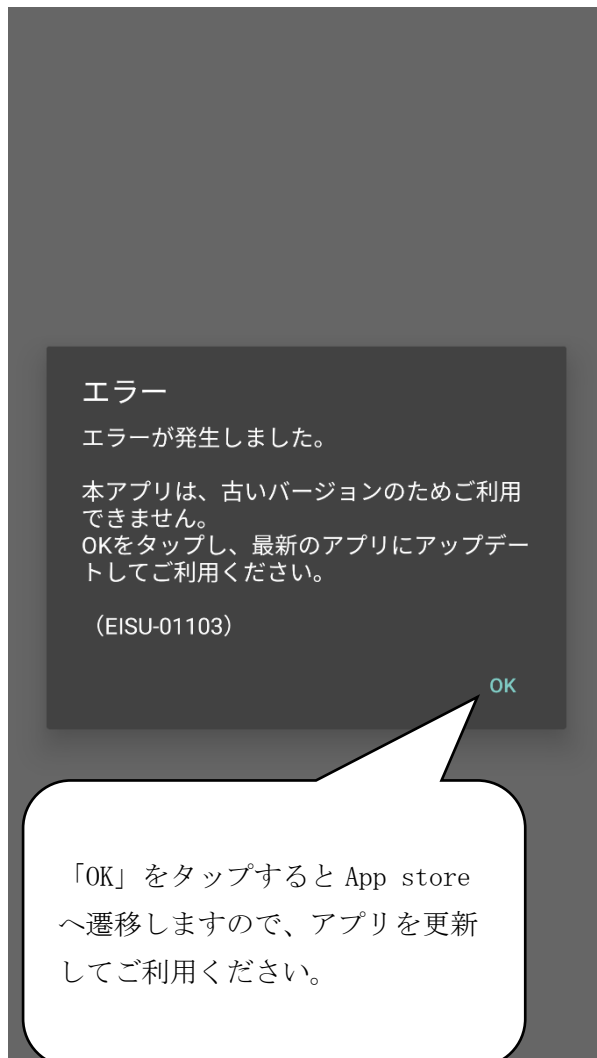 エラー
エラーが発生しました。
本アプリは、古いバージョンのためご利用
できません。
OKをタップし、最新のアプリにアップデー
トしてご利用ください。
（EISU-01103）
OK
「OK」をタップすると App store
へ遷移しますので、アプリを更新
してご利用ください。